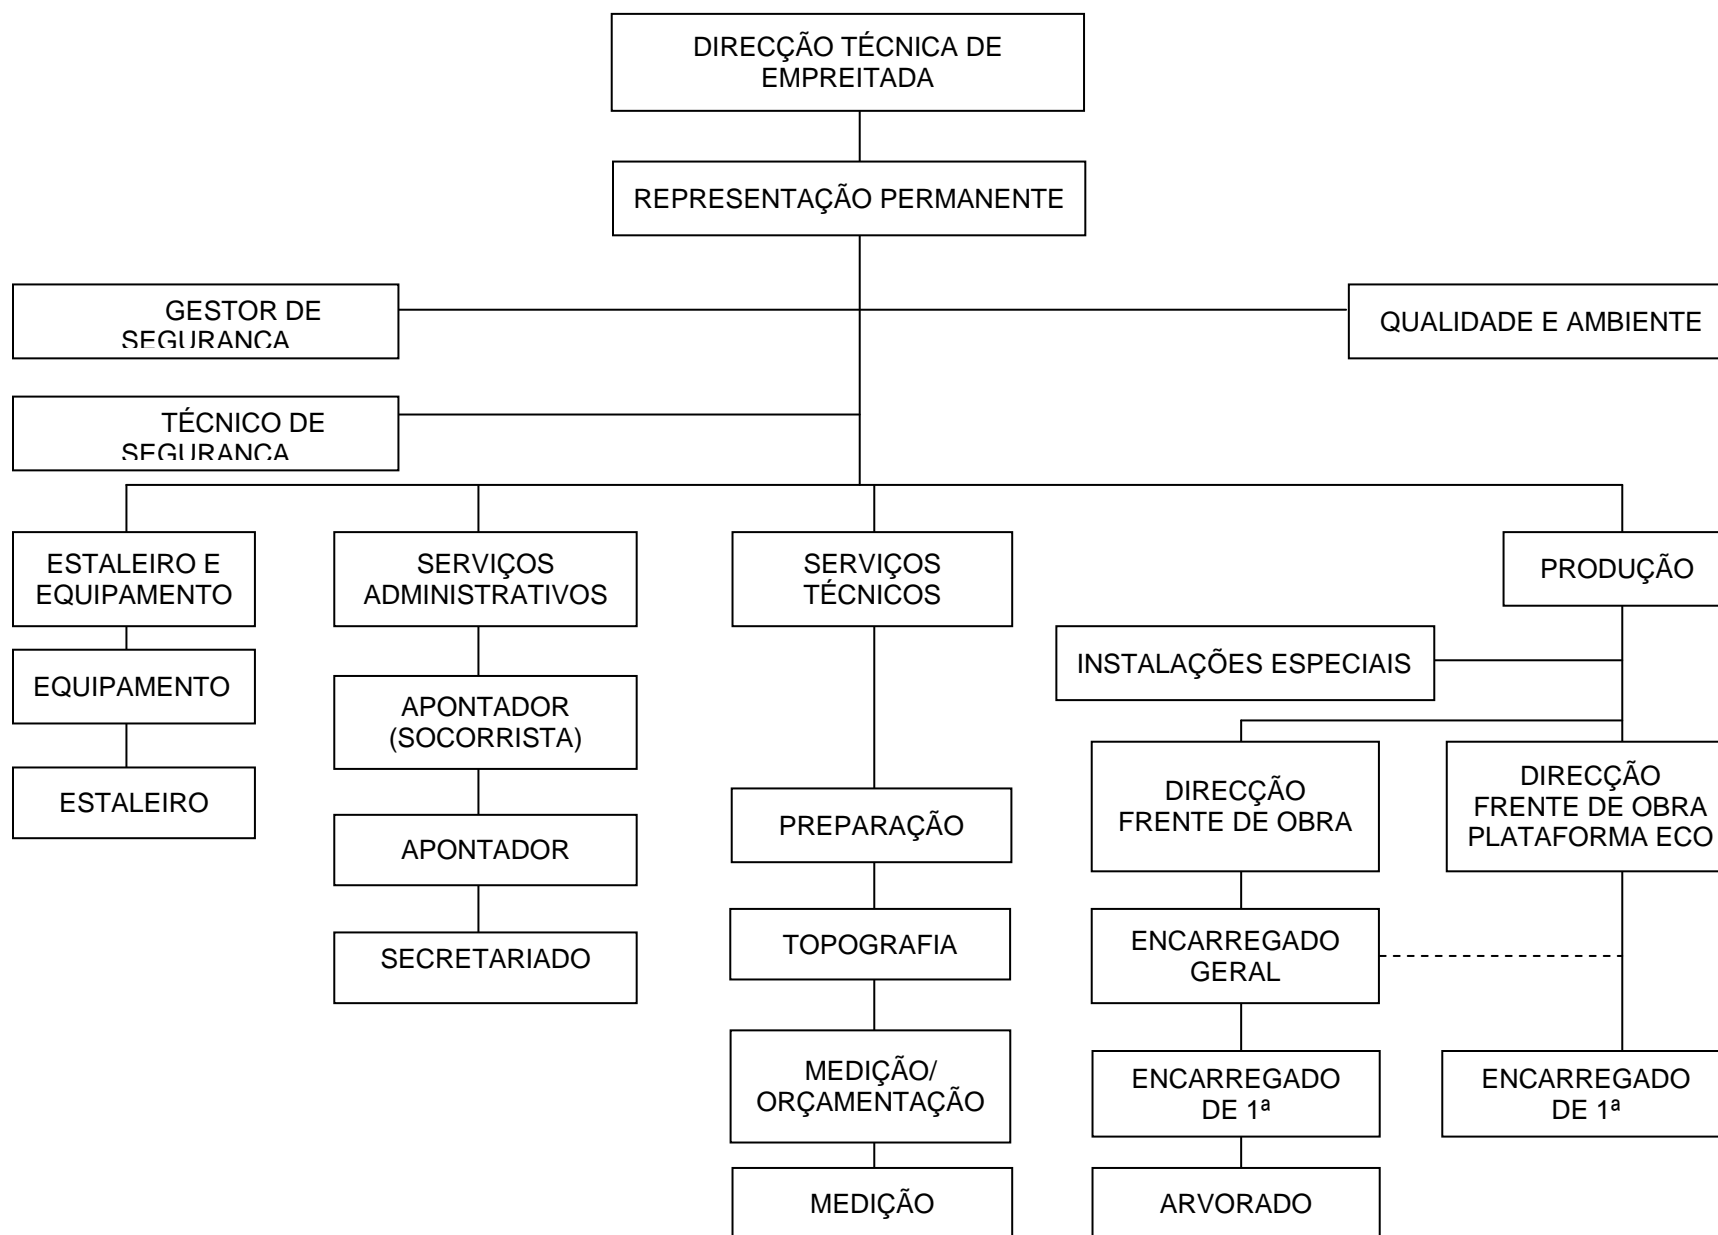 DIRECÇÃO TÉCNICA DE
EMPREITADA
REPRESENTAÇÃO PERMANENTE
GESTOR DE
SEGURANÇA
QUALIDADE E AMBIENTE
TÉCNICO DE
SEGURANÇA
ESTALEIRO E
EQUIPAMENTO
SERVIÇOS
ADMINISTRATIVOS
SERVIÇOS
TÉCNICOS
PRODUÇÃO
EQUIPAMENTO
ESTALEIRO
APONTADOR
(SOCORRISTA)
APONTADOR
SECRETARIADO
PREPARAÇÃO
TOPOGRAFIA
MEDIÇÃO/
ORÇAMENTAÇÃO
MEDIÇÃO
INSTALAÇÕES ESPECIAIS
DIRECÇÃO
FRENTE DE OBRA
ENCARREGADO
GERAL
ENCARREGADO
DE 1ª
ARVORADO
DIRECÇÃO
FRENTE DE OBRA
PLATAFORMA ECO
ENCARREGADO
DE 1ª